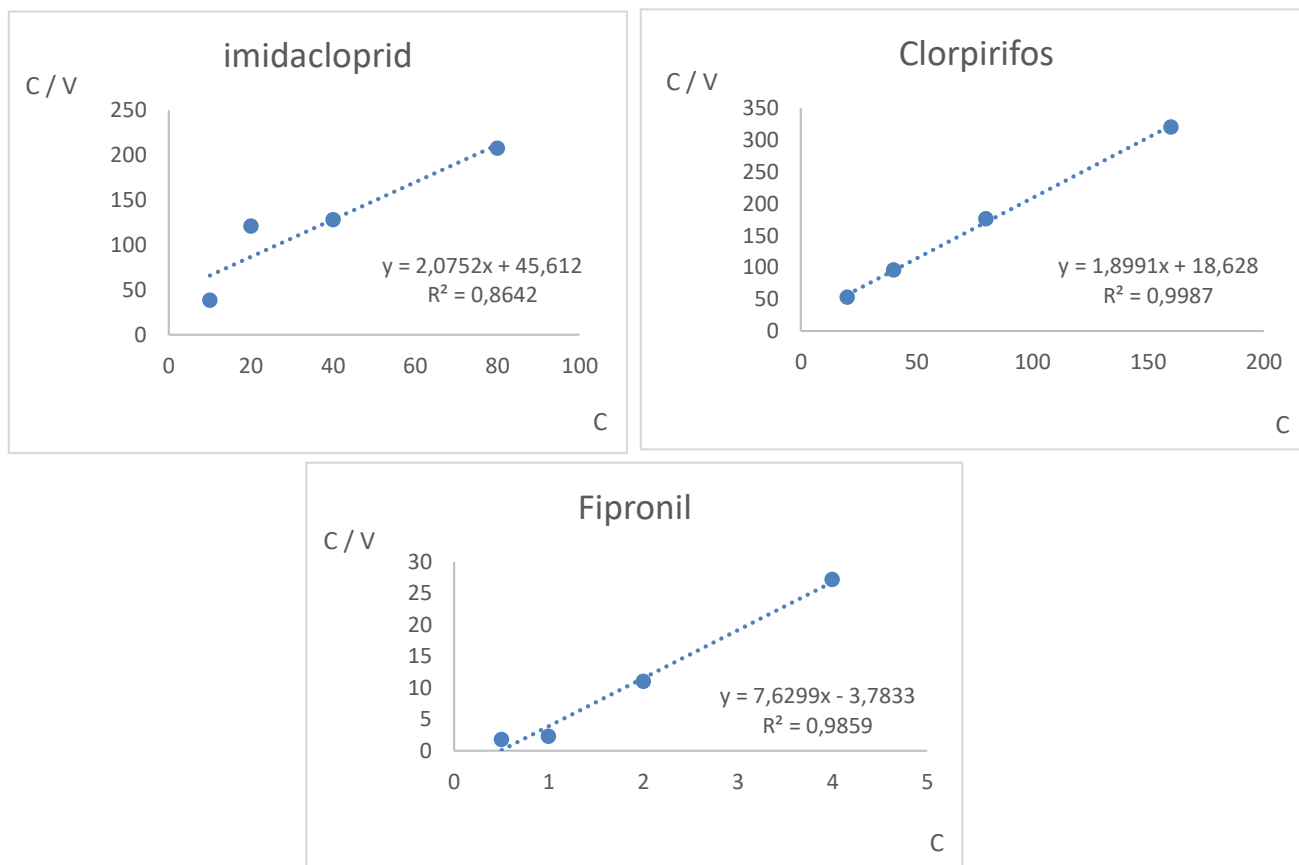 imidacloprid
C / V
250
200
150
100
50
0
0 20 40 60 80 100
y = 2,0752x + 45,612
R² = 0,8642
C
Clorpirifos
C / V
350
300
250
200
150
100
50
0
0 50 100 150 200
y = 1,8991x + 18,628
R² = 0,9987
C
Fipronil
C / V
30
25
20
15
10
5
0
0 1 2 3 4 5
y = 7,6299x - 3,7833
R² = 0,9859
C